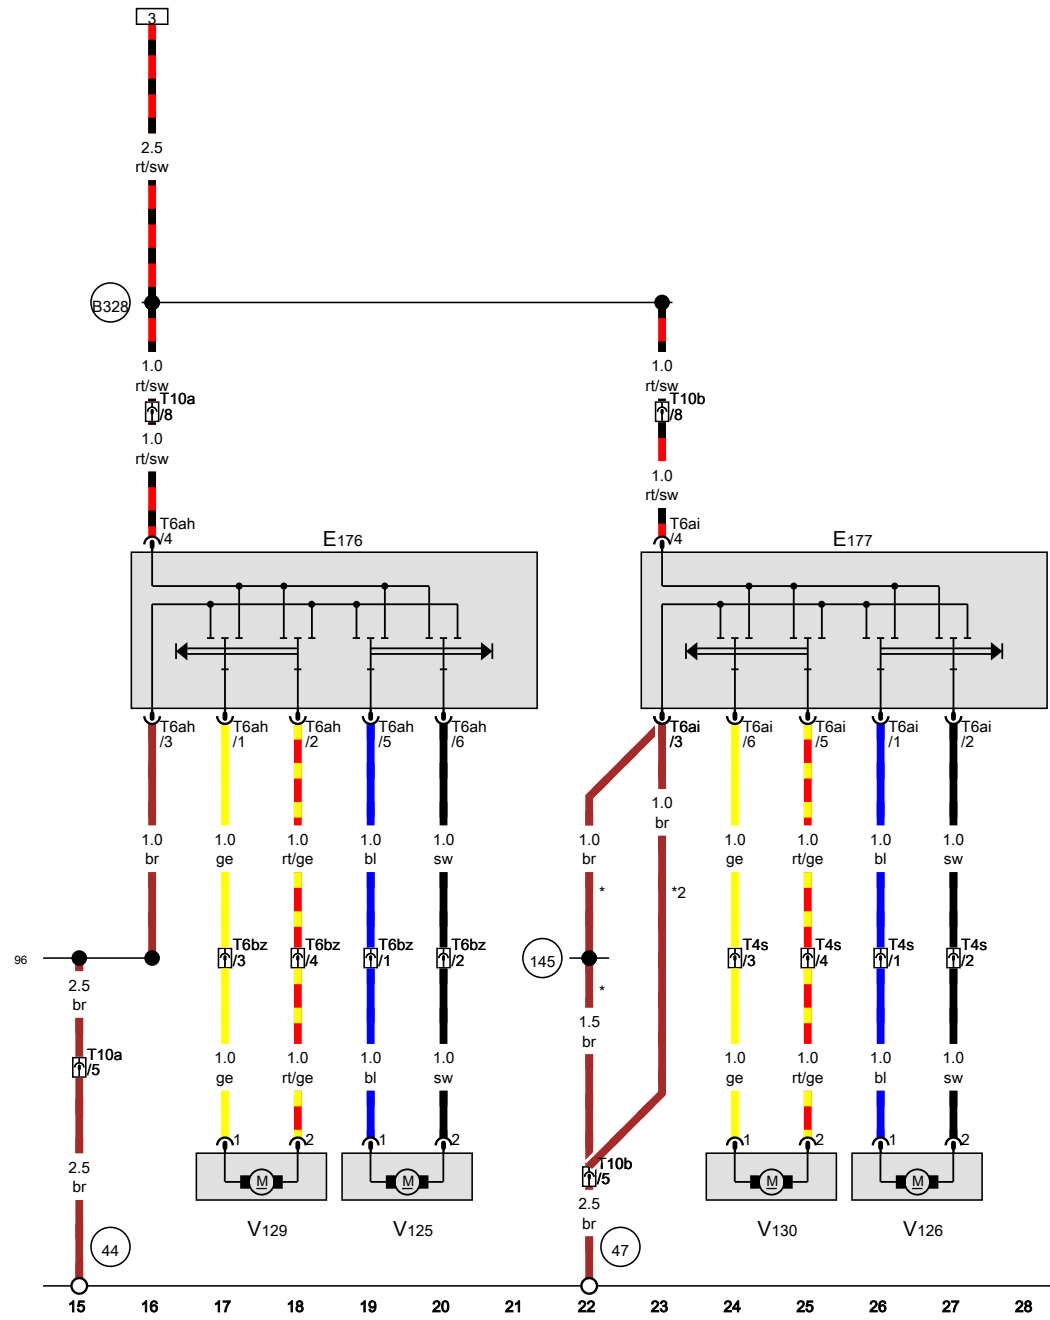 3
2.5
rt/sw
B328
1.0 1.0
rt/sw rt/sw
T10a T10b
/8 /8
1.0
rt/sw
1.0
rt/sw
T6ah T6ai
/4 /4
E176 E177
T6ah T6ah T6ah T6ah T6ah T6ai T6ai T6ai T6ai T6ai
/3 /1 /2 /5 /6 /3 /6 /5 /1 /2
1.0
br
1.0 1.0 1.0 1.0 1.0 1.0 1.0 1.0 1.0 1.0
br ge rt/ge bl sw br ge rt/ge bl sw
* *2
T6bz T6bz T6bz T6bz T4s T4s T4s T4s
/3 /4 /1 /2 /3 /4 /1 /2
96 145
2.5 *
br
1.5
br
T10a 1.0 1.0 1.0 1.0 1.0 1.0 1.0 1.0
/5 ge rt/ge bl sw ge rt/ge bl sw
1 2 1 2 1 2 1 2
2.5 T10b
br /5
M M M M
2.5
br
V129 V125 V130 V126
44 47
15 16 17 18 19 20 21 22 23 24 25 26 27 28